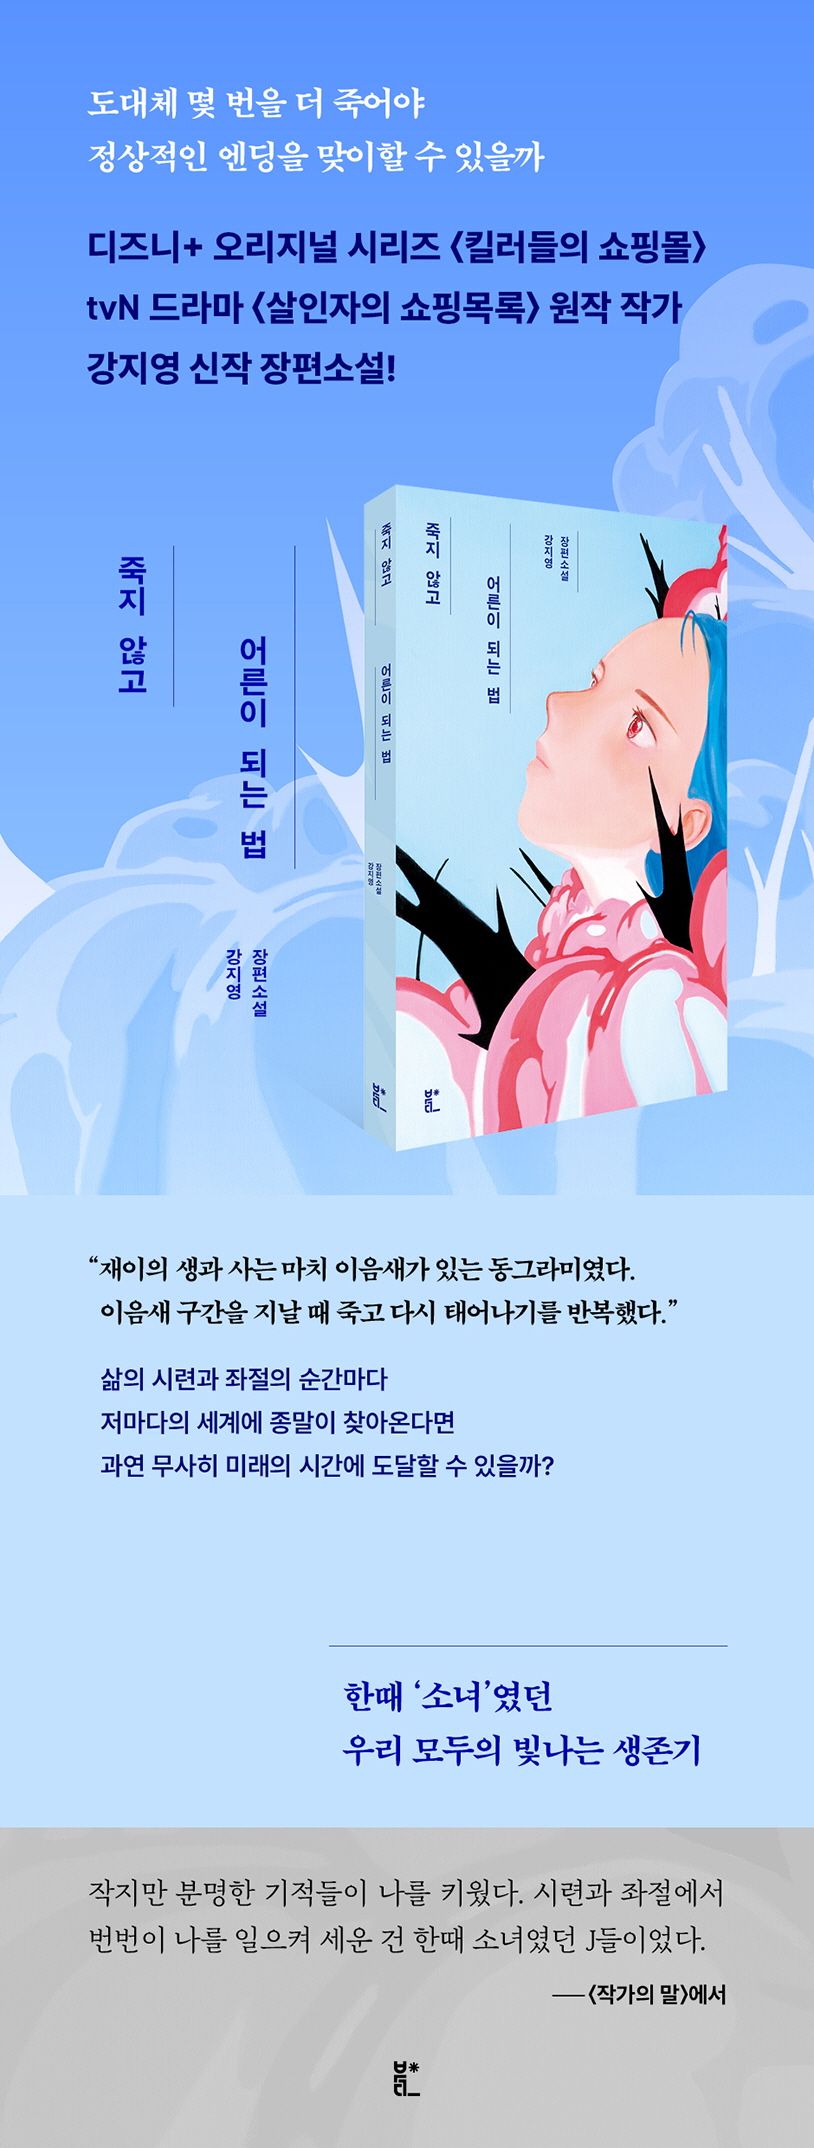 도대체 몇 번을 더 죽어야
정상적인 엔딩을 맞이할 수 있을까
디즈니+ 오리지널 시리즈 〈킬러들의 쇼핑몰〉
tvN 드라마 〈살인자의 쇼핑목록〉 원작 작가
강지영 신작 장편소설!
죽지 않고
어른이 되는 법
장편소설
강지영
죽지 않고
어른이 되는 법
장편소설
강지영
죽지 않고
어른이 되는 법
장편소설
강지영
“재이의 생과 사는 마치 이음새가 있는 동그라미였다.
이음새 구간을 지날 때 죽고 다시 태어나기를 반복했다.”
삶의 시련과 좌절의 순간마다
저마다의 세계에 종말이 찾아온다면
과연 무사히 미래의 시간에 도달할 수 있을까?
한때 ‘소녀’였던
우리 모두의 빛나는 생존기
작지만 분명한 기적들이 나를 키웠다. 시련과 좌절에서
번번이 나를 일으켜 세운 건 한때 소녀였던 J들이었다.
──〈작가의 말〉에서